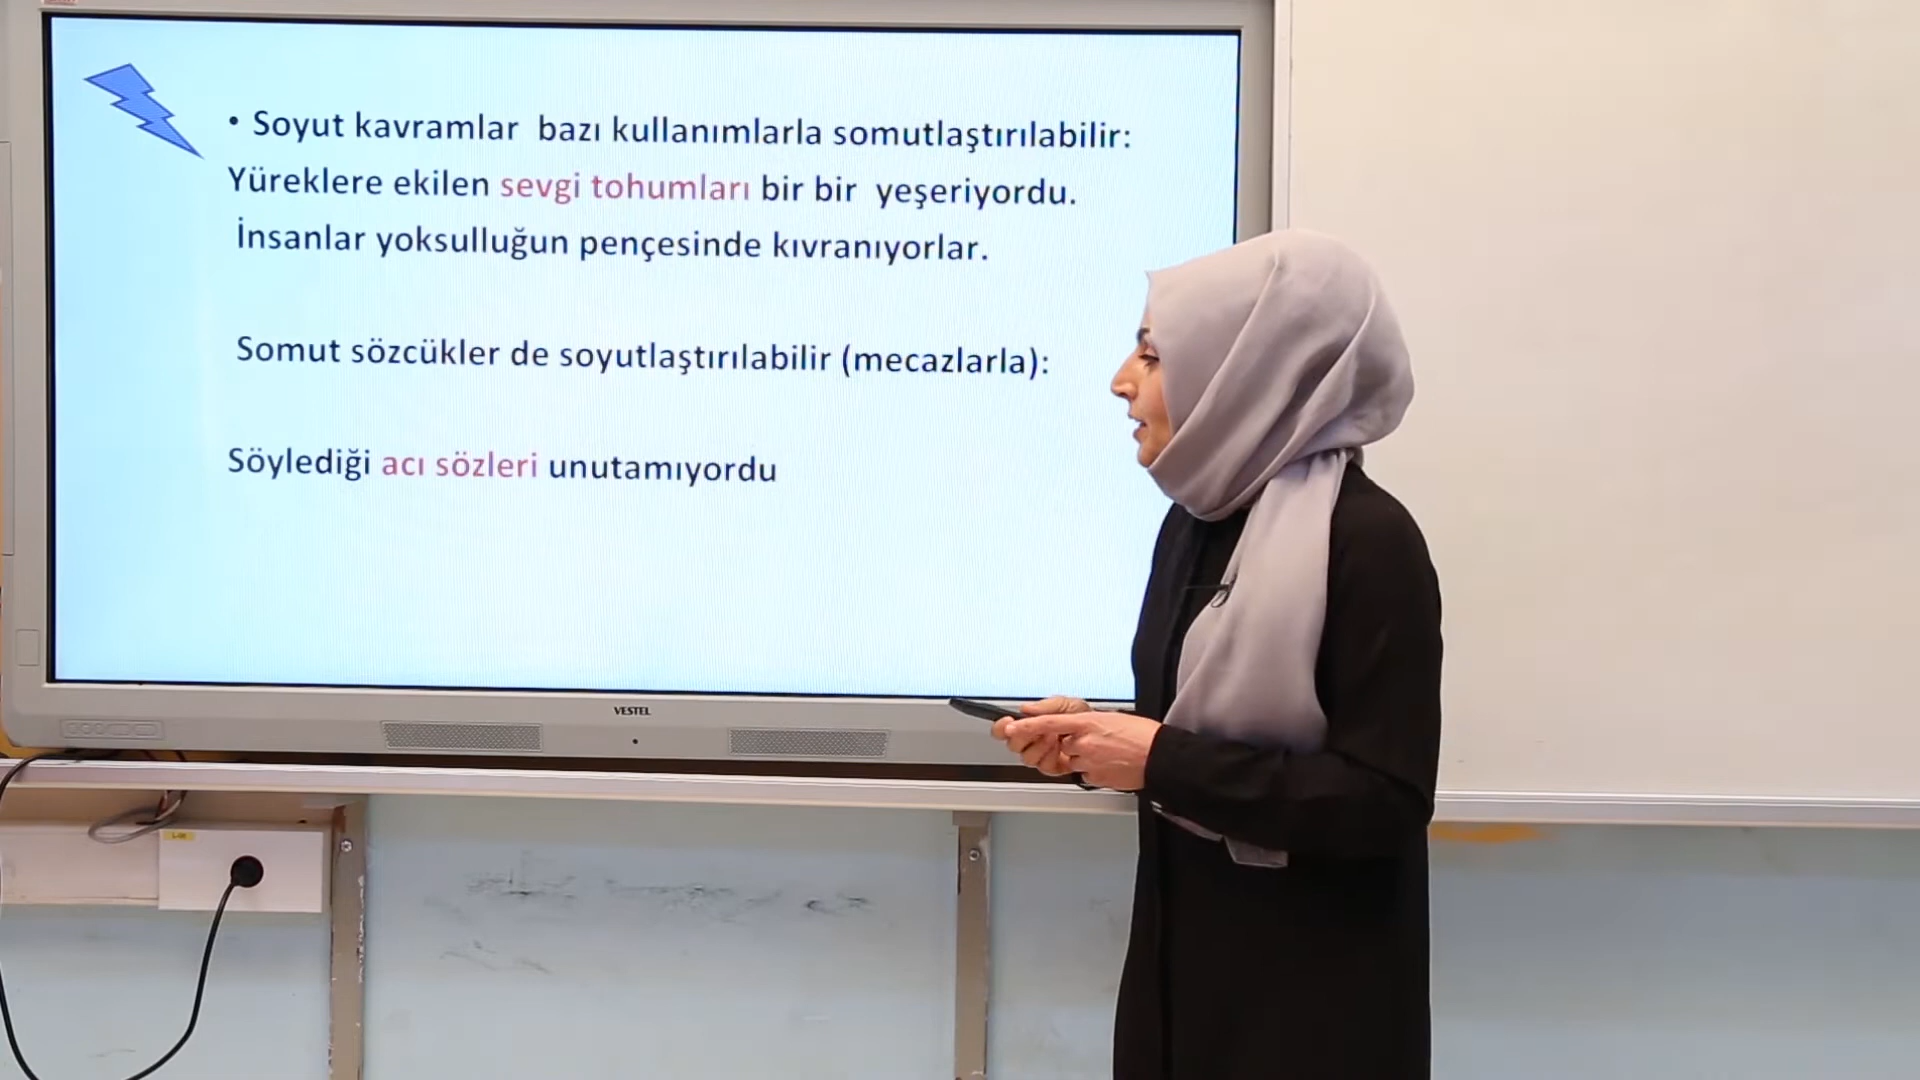 • Soyut kavramlar bazı kullanımlarla somutlaştırılabilir:
Yüreklere ekilen sevgi tohumları bir bir yeşeriyordu.
İnsanlar yoksulluğun pençesinde kıvranıyorlar.
Somut sözcükler de soyutlaştırılabilir (mecazlarla):
Söylediği acı sözleri unutamıyordu
VESTEL